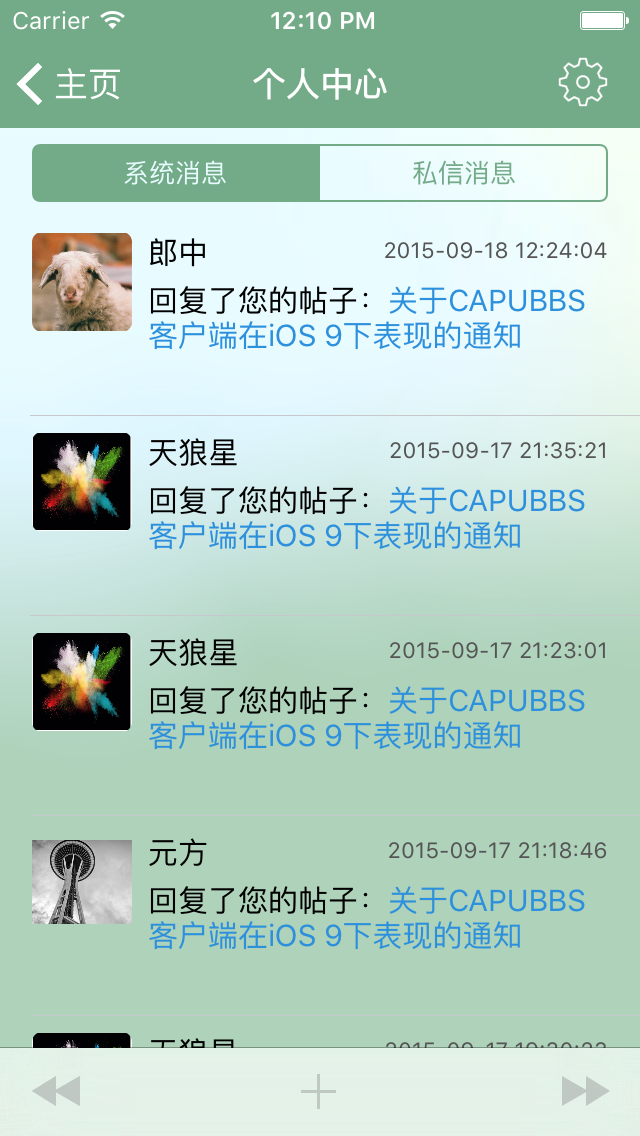 Carrier 12:10 PM
主页 个人中心
系统消息 私信消息
郎中 2015-09-18 12:24:04
回复了您的帖子：关于CAPUBBS
客户端在iOS 9下表现的通知
天狼星 2015-09-17 21:35:21
回复了您的帖子：关于CAPUBBS
客户端在iOS 9下表现的通知
天狼星 2015-09-17 21:23:01
回复了您的帖子：关于CAPUBBS
客户端在iOS 9下表现的通知
元方 2015-09-17 21:18:46
回复了您的帖子：关于CAPUBBS
客户端在iOS 9下表现的通知
天狼星